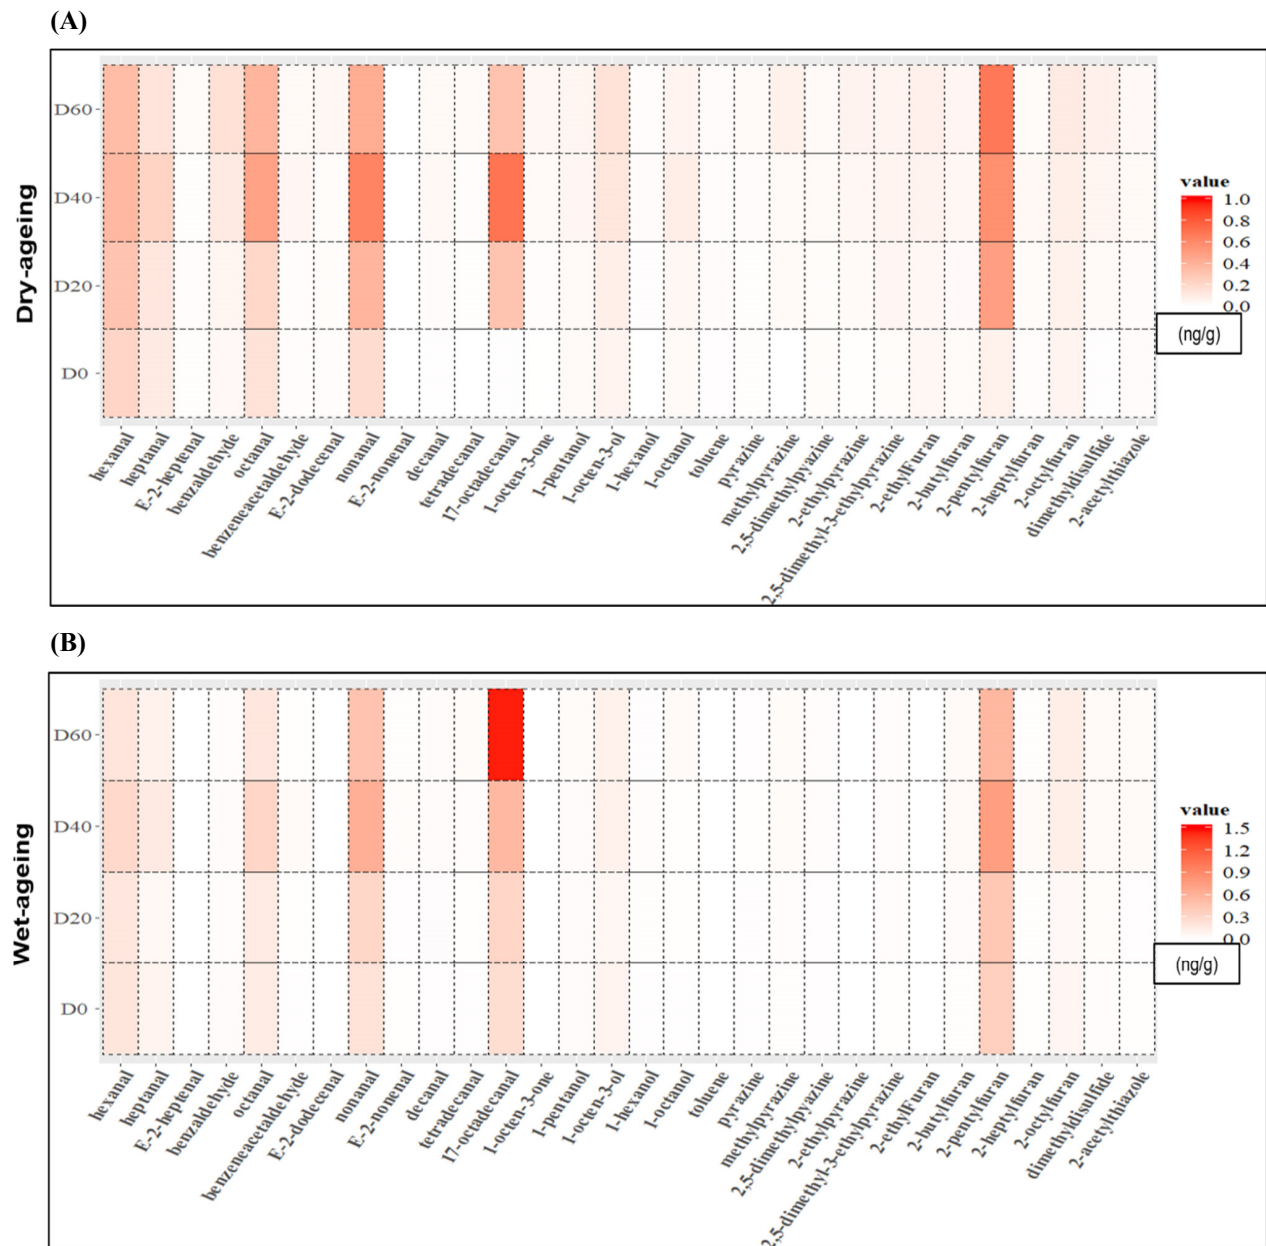 (A)
Dry-ageing
D60
D40
D20
D0
value
1.0
0.8
0.6
0.4
0.2
0.0
(ng/g)
hexanal
heptanal
E-2-heptenal
benzaldehyde
octanal
benzeneacetaldehyde
E-2-dodecenal
nonanal
E-2-nonenal
decanal
tetradecanal
17-octadecanal
1-octen-3-one
1-pentanol
1-octen-3-ol
1-hexanol
1-octanol
toluene
pyrazine
methylpyrazine
2,5-dimethylpyazine
2-ethylpyrazine
2,5-dimethyl-3-ethylpyrazine
2-ethylFuran
2-butylfuran
2-pentylfuran
2-heptylfuran
2-octylfuran
dimethyldisulfide
2-acetylthiazole
(B)
Wet-ageing
D60
D40
D20
D0
value
1.5
1.2
0.9
0.6
0.3
0.0
(ng/g)
hexanal
heptanal
E-2-heptenal
benzaldehyde
octanal
benzeneacetaldehyde
E-2-dodecenal
nonanal
E-2-nonenal
decanal
tetradecanal
17-octadecanal
1-octen-3-one
1-pentanol
1-octen-3-ol
1-hexanol
1-octanol
toluene
pyrazine
methylpyrazine
2,5-dimethylpyazine
2-ethylpyrazine
2,5-dimethyl-3-ethylpyrazine
2-ethylFuran
2-butylfuran
2-pentylfuran
2-heptylfuran
2-octylfuran
dimethyldisulfide
2-acetylthiazole